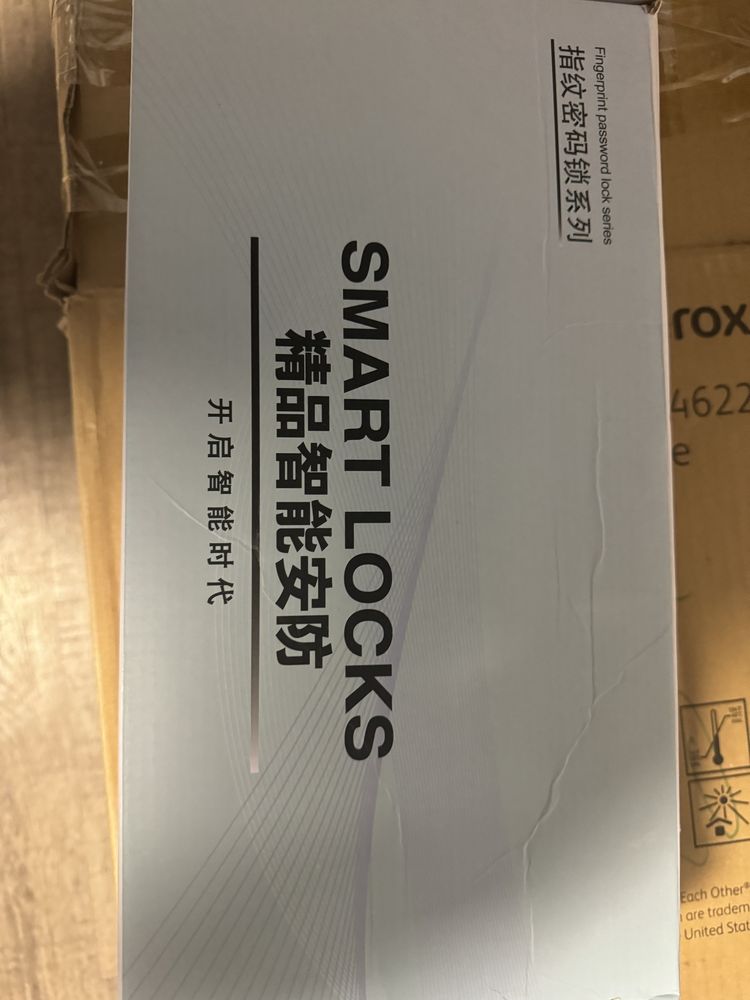 Fingerprint password lock series
指纹密码锁系列
SMART LOCKS
精品智能安防
开启智能时代
rox
4622
e
Each Other®
are tradem
United Stat